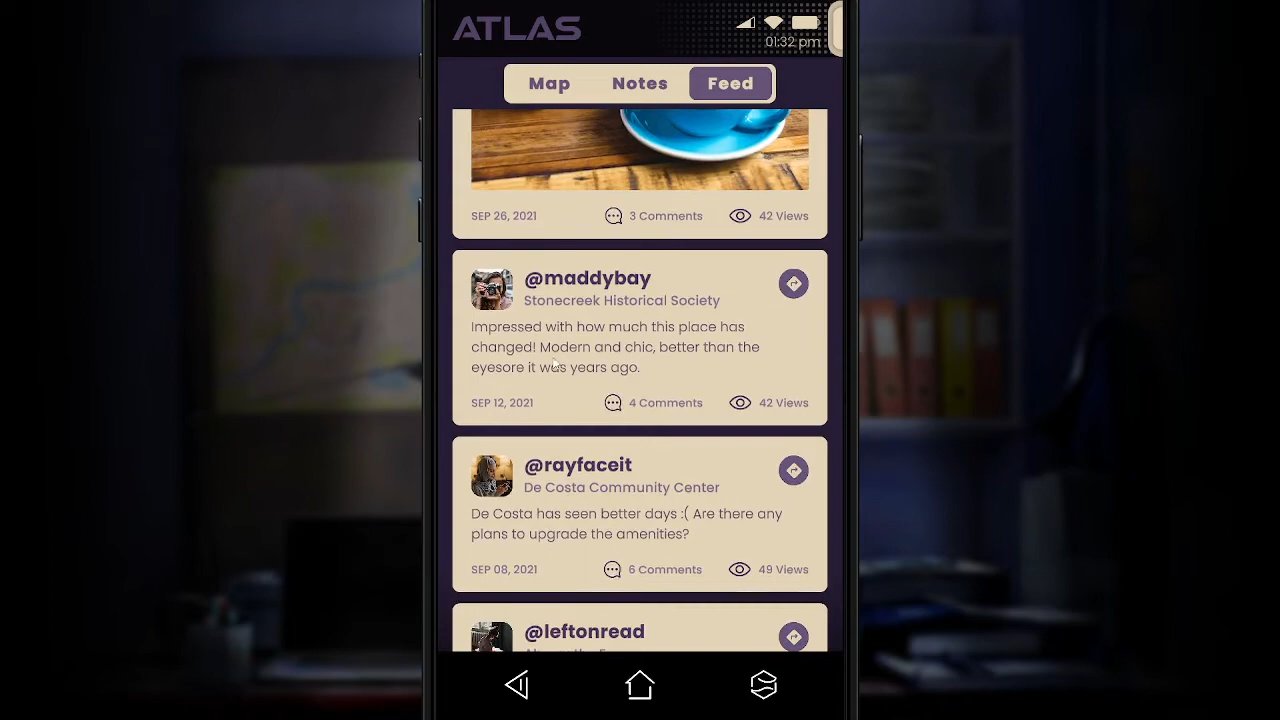 ATLAS
01:32 pm
Map
Notes
Feed
SEP 26, 2021
3 Comments
42 Views
@maddybay
Stonecreek Historical Society
Impressed with how much this place has
changed! Modern and chic, better than the
eyesore it was years ago.
SEP 12, 2021
4 Comments
42 Views
@rayfaceit
De Costa Community Center
De Costa has seen better days :( Are there any
plans to upgrade the amenities?
SEP 08, 2021
6 Comments
49 Views
@leftonread